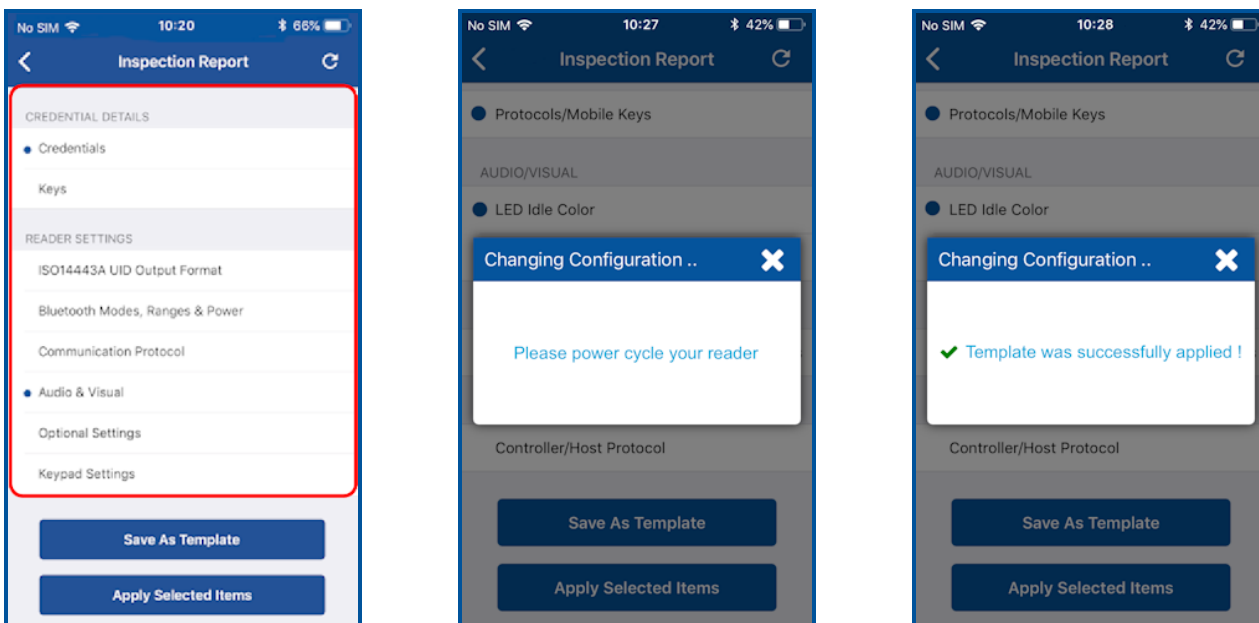 No SIM 10:20 66%
Inspection Report
CREDENTIAL DETAILS
Credentials
Keys
READER SETTINGS
ISO14443A UID Output Format
Bluetooth Modes, Ranges & Power
Communication Protocol
Audio & Visual
Optional Settings
Keypad Settings
Save As Template
Apply Selected Items
No SIM 10:27 42%
Inspection Report
Protocols/Mobile Keys
AUDIO/VISUAL
LED Idle Color
Changing Configuration ..
Please power cycle your reader
Controller/Host Protocol
Save As Template
Apply Selected Items
No SIM 10:28 42%
Inspection Report
Protocols/Mobile Keys
AUDIO/VISUAL
LED Idle Color
Changing Configuration ..
Template was successfully applied !
Controller/Host Protocol
Save As Template
Apply Selected Items